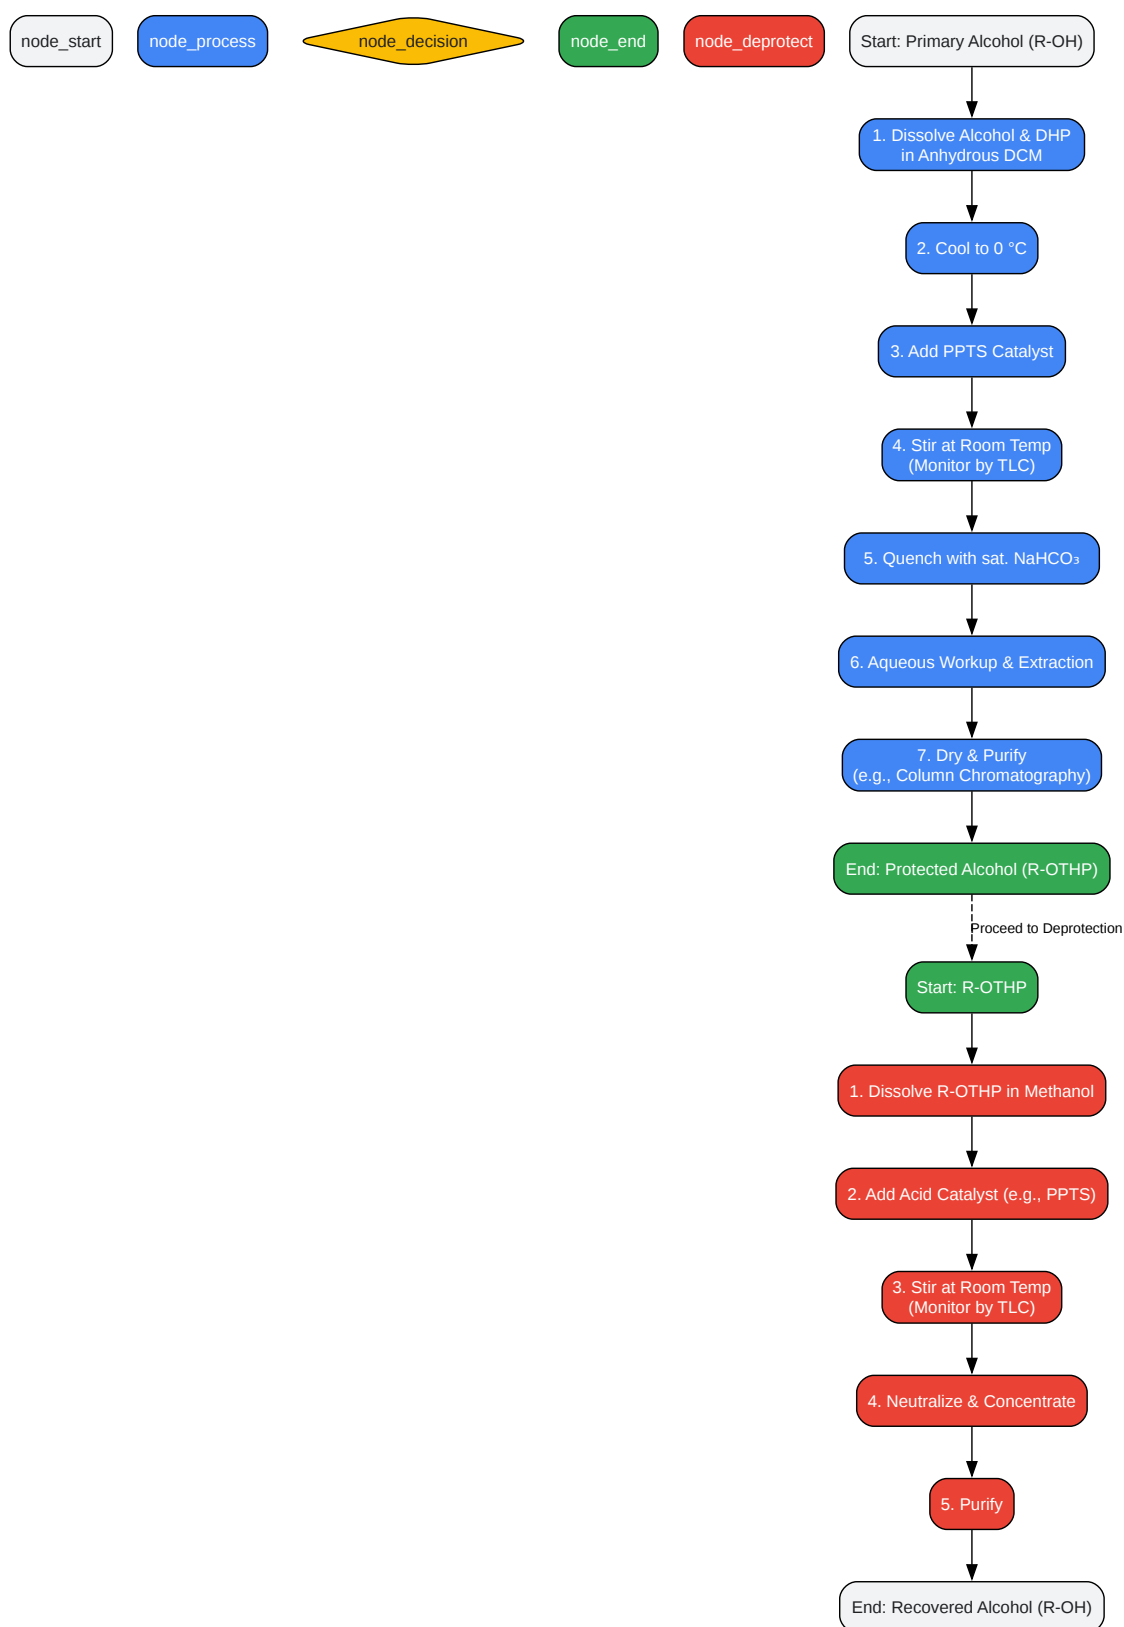 node_start
node_process
node_decision
node_end
node_deprotect
Start: Primary Alcohol (R-OH)
1. Dissolve Alcohol & DHP
in Anhydrous DCM
2. Cool to 0 °C
3. Add PPTS Catalyst
4. Stir at Room Temp
(Monitor by TLC)
5. Quench with sat. NaHCO₃
6. Aqueous Workup & Extraction
7. Dry & Purify
(e.g., Column Chromatography)
End: Protected Alcohol (R-OTHP)
Proceed to Deprotection
Start: R-OTHP
1. Dissolve R-OTHP in Methanol
2. Add Acid Catalyst (e.g., PPTS)
3. Stir at Room Temp
(Monitor by TLC)
4. Neutralize & Concentrate
5. Purify
End: Recovered Alcohol (R-OH)